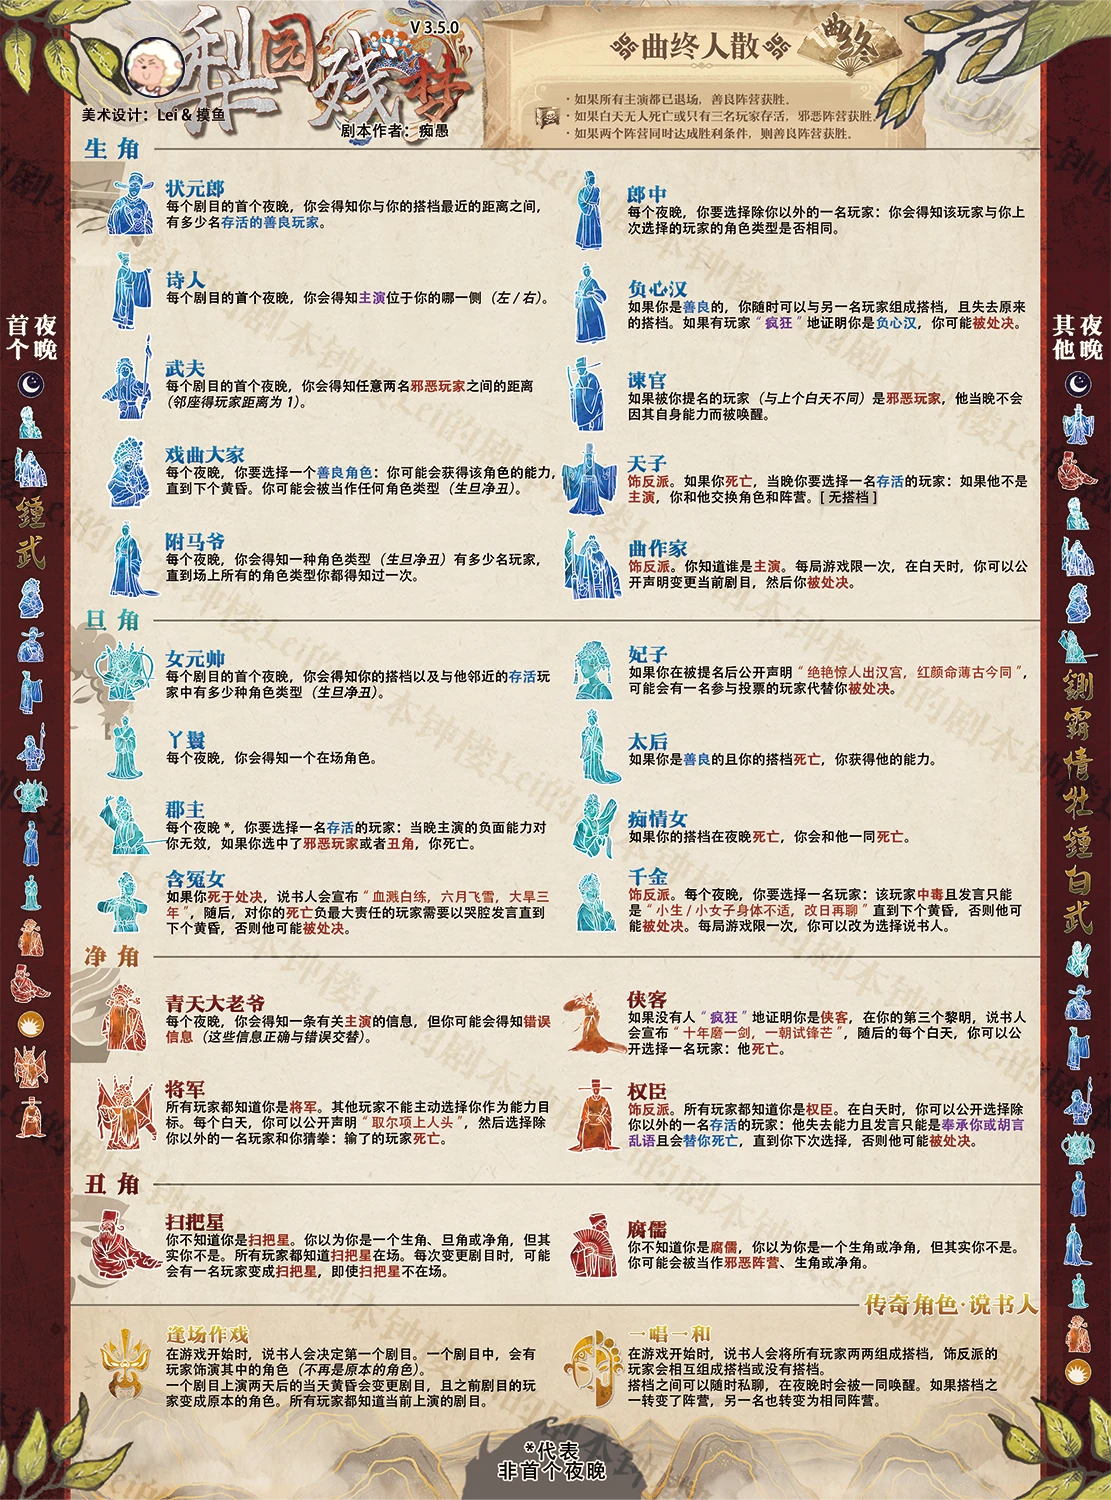 梨园残梦
V 3.5.0
美术设计：Lei & 摸鱼
剧本作者：痴愚
曲终人散
曲终
·如果所有主演都已退场，善良阵营获胜。
·如果白天无人死亡或只有三名玩家存活，邪恶阵营获胜。
·如果两个阵营同时达成胜利条件，则善良阵营获胜。
生角
状元郎
每个剧目的首个夜晚，你会得知你与你的搭档最近的距离之间，
有多少名存活的善良玩家。
诗人
每个剧目的首个夜晚，你会得知主演位于你的哪一侧（左 / 右）。
武夫
每个剧目的首个夜晚，你会得知任意两名邪恶玩家之间的距离
（邻座得玩家距离为 1）。
戏曲大家
每个夜晚，你要选择一个善良角色：你可能会获得该角色的能力，
直到下个黄昏。你可能会被当作任何角色类型（生旦净丑）。
附马爷
每个夜晚，你会得知一种角色类型（生旦净丑）有多少名玩家，
直到场上所有的角色类型你都得知过一次。
郎中
每个夜晚，你要选择除你以外的一名玩家：你会得知该玩家与你上
次选择的玩家的角色类型是否相同。
负心汉
如果你是善良的，你随时可以与另一名玩家组成搭档，且失去原来
的搭档。如果有玩家“疯狂”地证明你是负心汉，你可能被处决。
谏官
如果被你提名的玩家（与上个白天不同）是邪恶玩家，他当晚不会
因其自身能力而被唤醒。
天子
饰反派。如果你死亡，当晚你要选择一名存活的玩家：如果他不是
主演，你和他交换角色和阵营。[ 无搭档 ]
曲作家
饰反派。你知道谁是主演。每局游戏限一次，在白天时，你可以公
开声明变更当前剧目，然后你被处决。
旦角
女元帅
每个剧目的首个夜晚，你会得知你的搭档以及与他邻近的存活玩
家中有多少种角色类型（生旦净丑）。
丫鬟
每个夜晚，你会得知一个在场角色。
郡主
每个夜晚 *，你要选择一名存活的玩家：当晚主演的负面能力对
你无效，如果你选中了邪恶玩家或者丑角，你死亡。
含冤女
如果你死于处决，说书人会宣布“血溅白练，六月飞雪，大旱三
年”，随后，对你的死亡负最大责任的玩家需要以哭腔发言直到
下个黄昏，否则他可能被处决。
妃子
如果你在被提名后公开声明“绝艳惊人出汉宫，红颜命薄古今同”，
可能会有一名参与投票的玩家代替你被处决。
太后
如果你是善良的且你的搭档死亡，你获得他的能力。
痴情女
如果你的搭档在夜晚死亡，你会和他一同死亡。
千金
饰反派。每个夜晚，你要选择一名玩家：该玩家中毒且发言只能
是“小生 / 小女子身体不适，改日再聊”直到下个黄昏，否则他可
能被处决。每局游戏限一次，你可以改为选择说书人。
净角
青天大老爷
每个夜晚，你会得知一条有关主演的信息，但你可能会得知错误
信息（这些信息正确与错误交替）。
将军
所有玩家都知道你是将军。其他玩家不能主动选择你作为能力目
标。每个白天，你可以公开声明“取尔项上人头”，然后选择除
你以外的一名玩家和你猜拳：输了的玩家死亡。
侠客
如果没有人“疯狂”地证明你是侠客，在你的第三个黎明，说书人
会宣布“十年磨一剑，一朝试锋芒”，随后的每个白天，你可以公
开选择一名玩家：他死亡。
权臣
饰反派。所有玩家都知道你是权臣。在白天时，你可以公开选择除
你以外的一名存活的玩家：他失去能力且发言只能是奉承你或胡言
乱语且会替你死亡，直到你下次选择，否则他可能被处决。
丑角
扫把星
你不知道你是扫把星。你以为你是一个生角、旦角或净角，但其
实你不是。所有玩家都知道扫把星在场。每次变更剧目时，可能
会有一名玩家变成扫把星，即使扫把星不在场。
腐儒
你不知道你是腐儒，你以为你是一个生角或净角，但其实你不是。
你可能会被当作邪恶阵营、生角或净角。
传奇角色·说书人
逢场作戏
在游戏开始时，说书人会决定第一个剧目。一个剧目中，会有
玩家饰演其中的角色（不再是原本的角色）。
一个剧目上演两天后的当天黄昏会变更剧目，且之前剧目的玩
家变成原本的角色。所有玩家都知道当前上演的剧目。
一唱一和
在游戏开始时，说书人会将所有玩家两两组成搭档，饰反派的
玩家会相互组成搭档或没有搭档。
搭档之间可以随时私聊，在夜晚时会被一同唤醒。如果搭档之
一转变了阵营，另一名也转变为相同阵营。
*代表
非首个夜晚
首个夜晚
鍾
武
其他夜晚
鍘
霸
情
牡
鍾
白
武